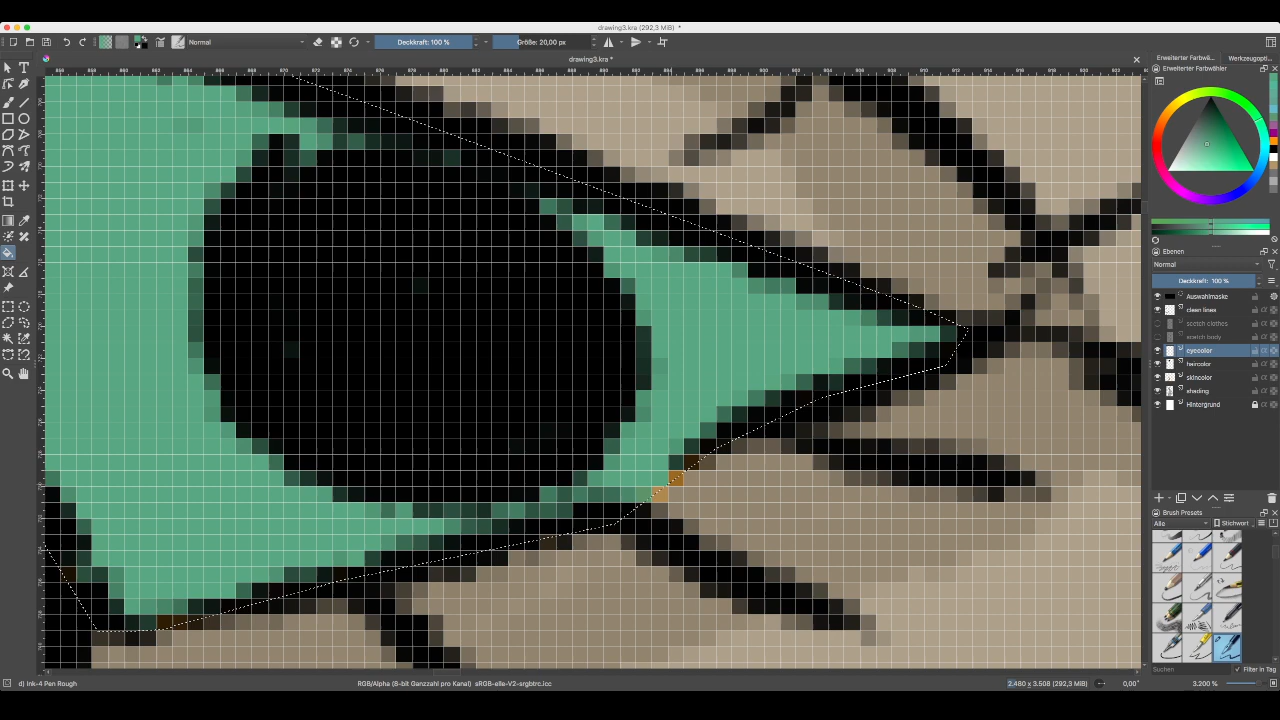 drawing3.kra (292,3 MiB) *
Normal
Deckkraft: 100 %
Größe: 20,00 px
drawing3.kra *
Erweiterter Farbwä...
Werkzeugopti...
Erweiterter Farbwähler
Ebenen
Normal
Deckkraft: 100 %
Auswahlmaske
clean lines
scetch clothes
scetch body
eyecolor
haircolor
skincolor
shading
Hintergrund
Brush Presets
Alle
Stichwort
Suchen
Filter in Tag
d) Ink-4 Pen Rough
RGB/Alpha (8-bit Ganzzahl pro Kanal) sRGB-elle-V2-srgbtrc.icc
2.480 x 3.508 (292,3 MiB)
0,00°
3.200 %